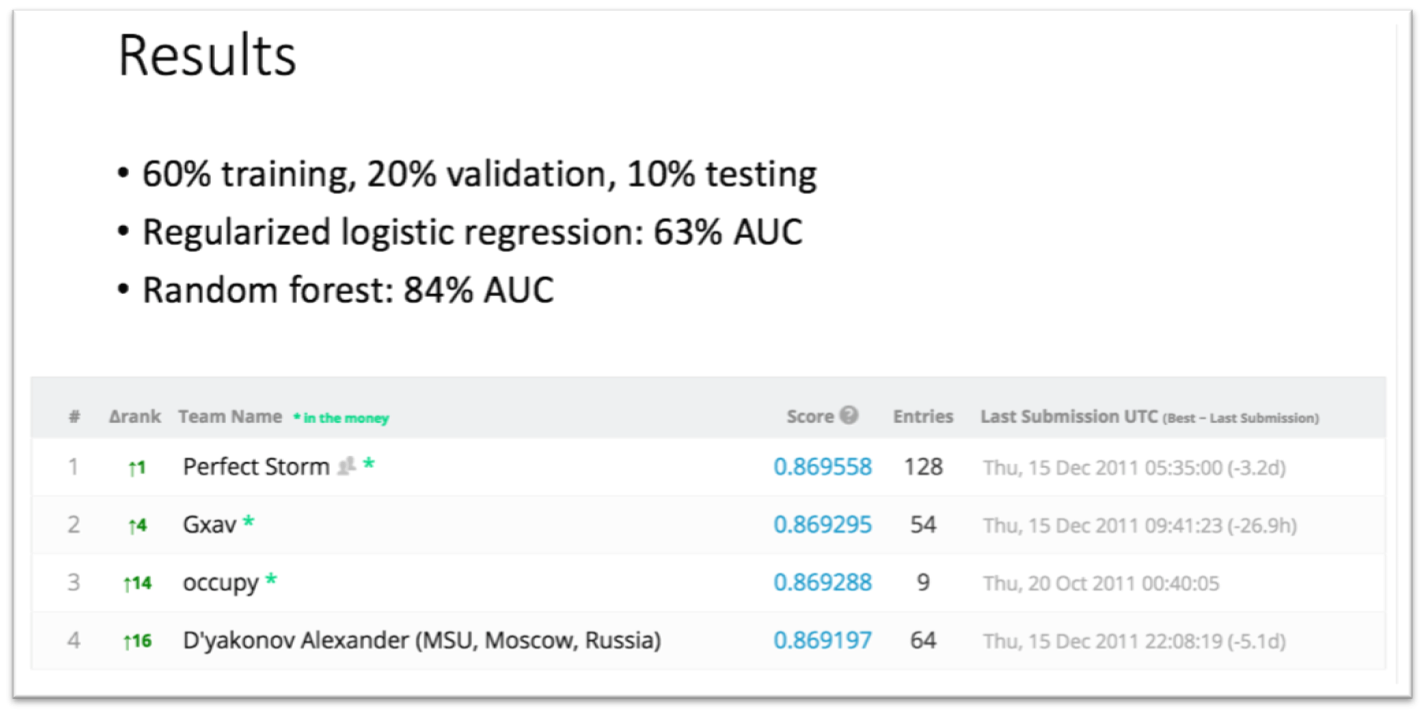 Results
• 60% training, 20% validation, 10% testing
• Regularized logistic regression: 63% AUC
• Random forest: 84% AUC
# Δrank Team Name * in the money Score ? Entries Last Submission UTC (Best – Last Submission)
1 ↑1 Perfect Storm * 0.869558 128 Thu, 15 Dec 2011 05:35:00 (-3.2d)
2 ↑4 Gxav * 0.869295 54 Thu, 15 Dec 2011 09:41:23 (-26.9h)
3 ↑14 occupy * 0.869288 9 Thu, 20 Oct 2011 00:40:05
4 ↑16 D'yakonov Alexander (MSU, Moscow, Russia) 0.869197 64 Thu, 15 Dec 2011 22:08:19 (-5.1d)